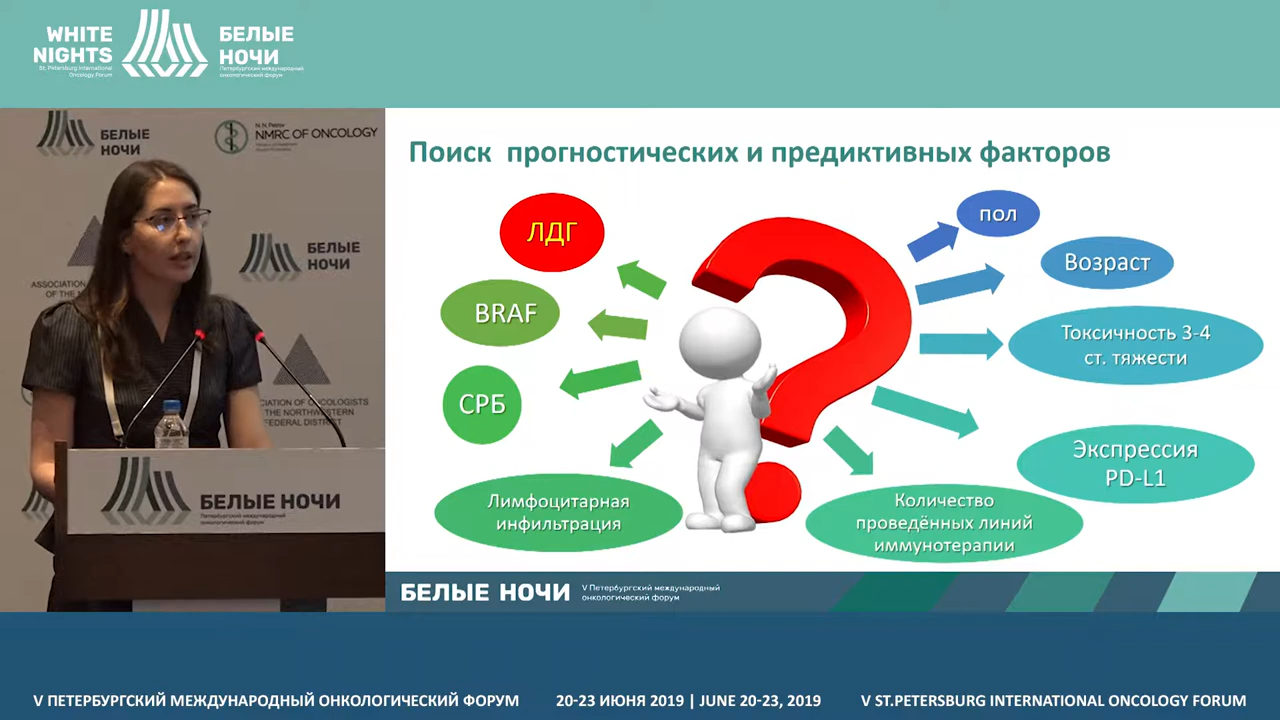 WHITE
NIGHTS
St. Petersburg International
Oncology Forum
БЕЛЫЕ
НОЧИ
Петербургский международный
онкологический форум
БЕЛЫЕ
НОЧИ
N.N. Petrov
NMRC OF ONCOLOGY
БЕЛЫЕ
НОЧИ
ASSOCIATION
OF THE N
ASSOCIATION OF ONCOLOGISTS
THE NORTHWESTERN
FEDERAL DISTRICT
БЕЛЫЕ НОЧИ
Петербургский международный
онкологический форум
Поиск прогностических и предиктивных факторов
ЛДГ
BRAF
СРБ
Лимфоцитарная
инфильтрация
пол
Возраст
Токсичность 3-4
ст. тяжести
Экспрессия
PD-L1
Количество
проведённых линий
иммунотерапии
БЕЛЫЕ НОЧИ
V Петербургский международный
онкологический форум
V ПЕТЕРБУРГСКИЙ МЕЖДУНАРОДНЫЙ ОНКОЛОГИЧЕСКИЙ ФОРУМ
20-23 ИЮНЯ 2019 | JUNE 20-23, 2019
V ST.PETERSBURG INTERNATIONAL ONCOLOGY FORUM